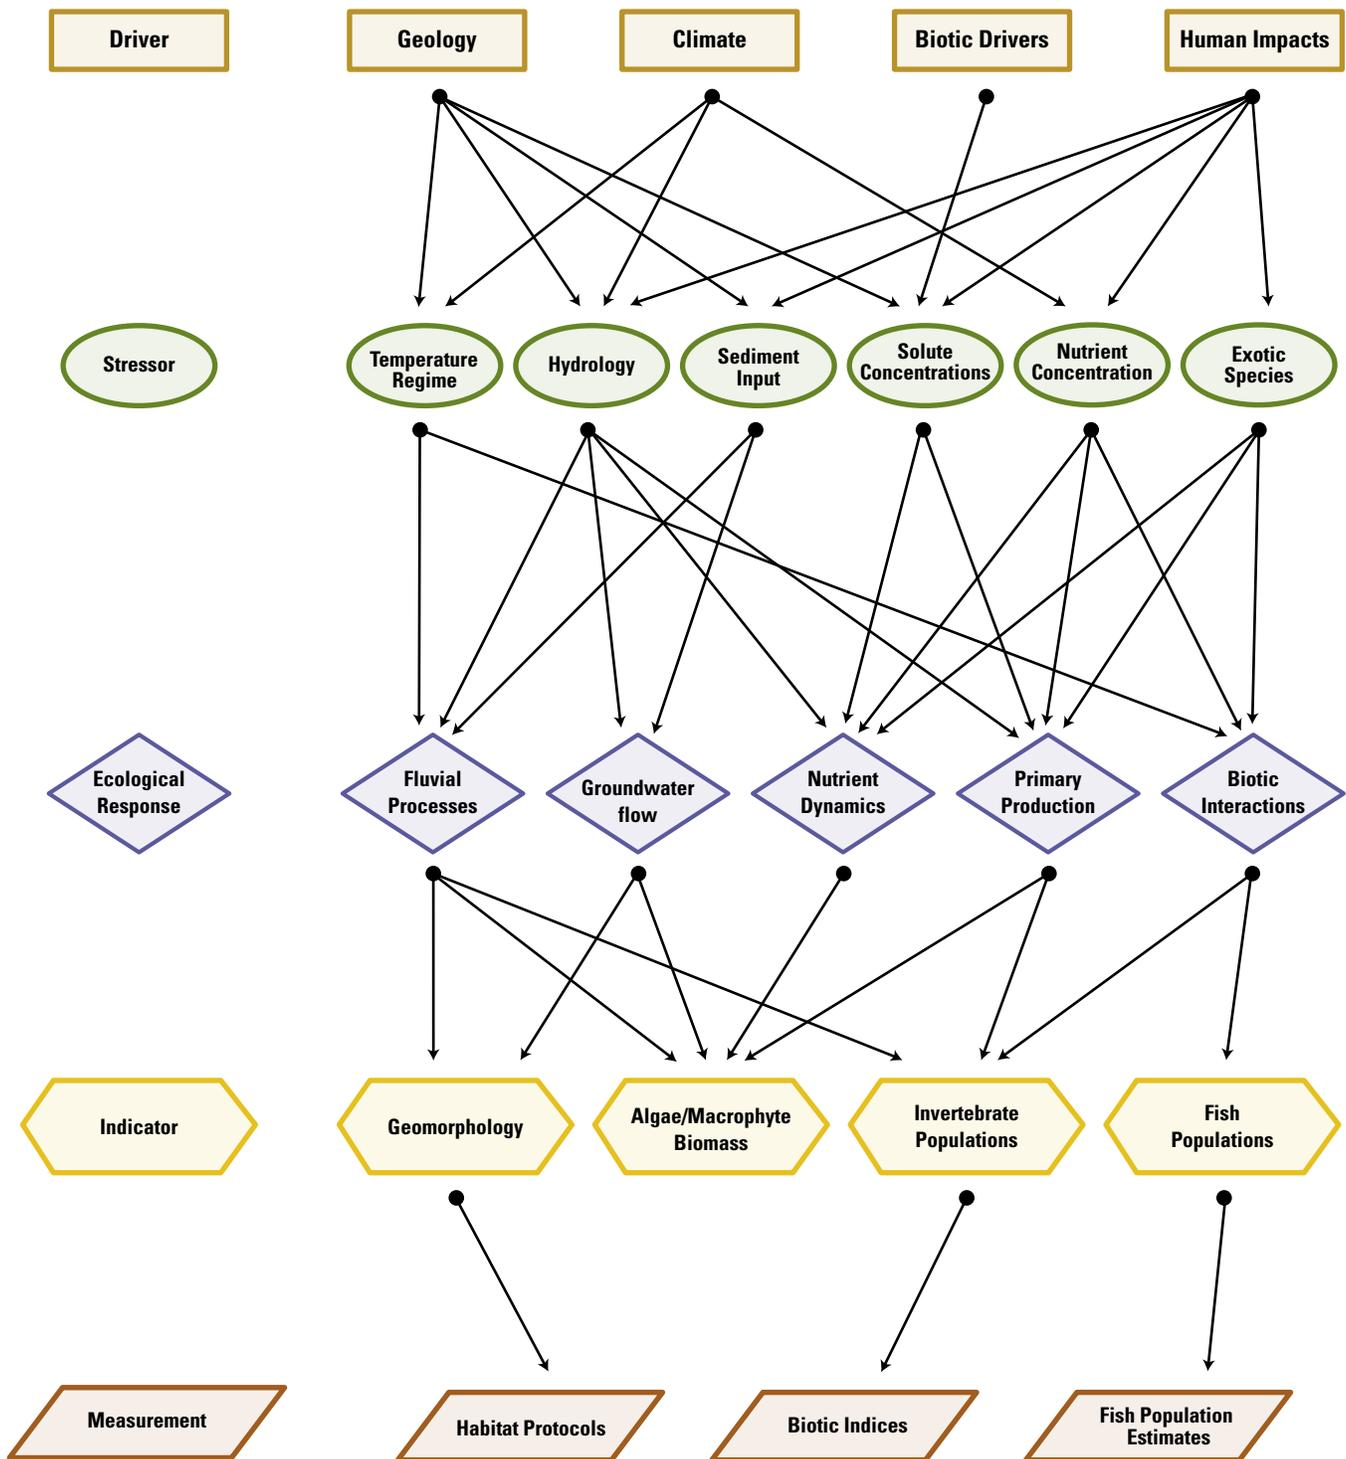 Driver
Geology
Climate
Biotic Drivers
Human Impacts
Stressor
Temperature
Regime
Hydrology
Sediment
Input
Solute
Concentrations
Nutrient
Concentration
Exotic
Species
Ecological
Response
Fluvial
Processes
Groundwater
flow
Nutrient
Dynamics
Primary
Production
Biotic
Interactions
Indicator
Geomorphology
Algae/Macrophyte
Biomass
Invertebrate
Populations
Fish
Populations
Measurement
Habitat Protocols
Biotic Indices
Fish Population
Estimates